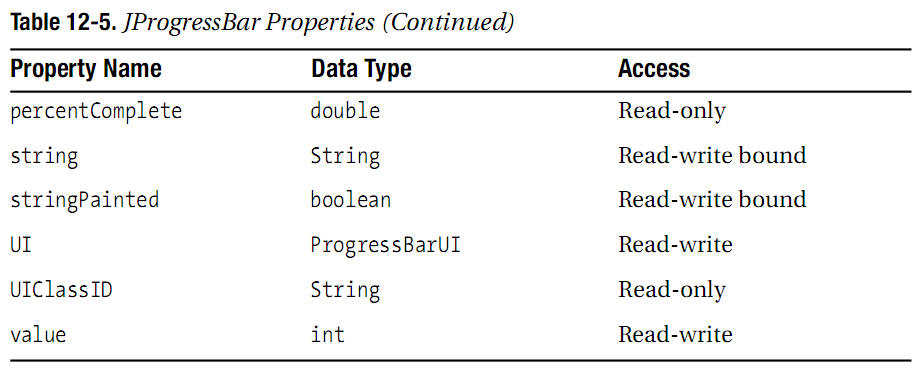 Table 12-5. JProgressBar Properties (Continued)
Property Name Data Type Access
percentComplete double Read-only
string String Read-write bound
stringPainted boolean Read-write bound
UI ProgressBarUI Read-write
UIClassID String Read-only
value int Read-write